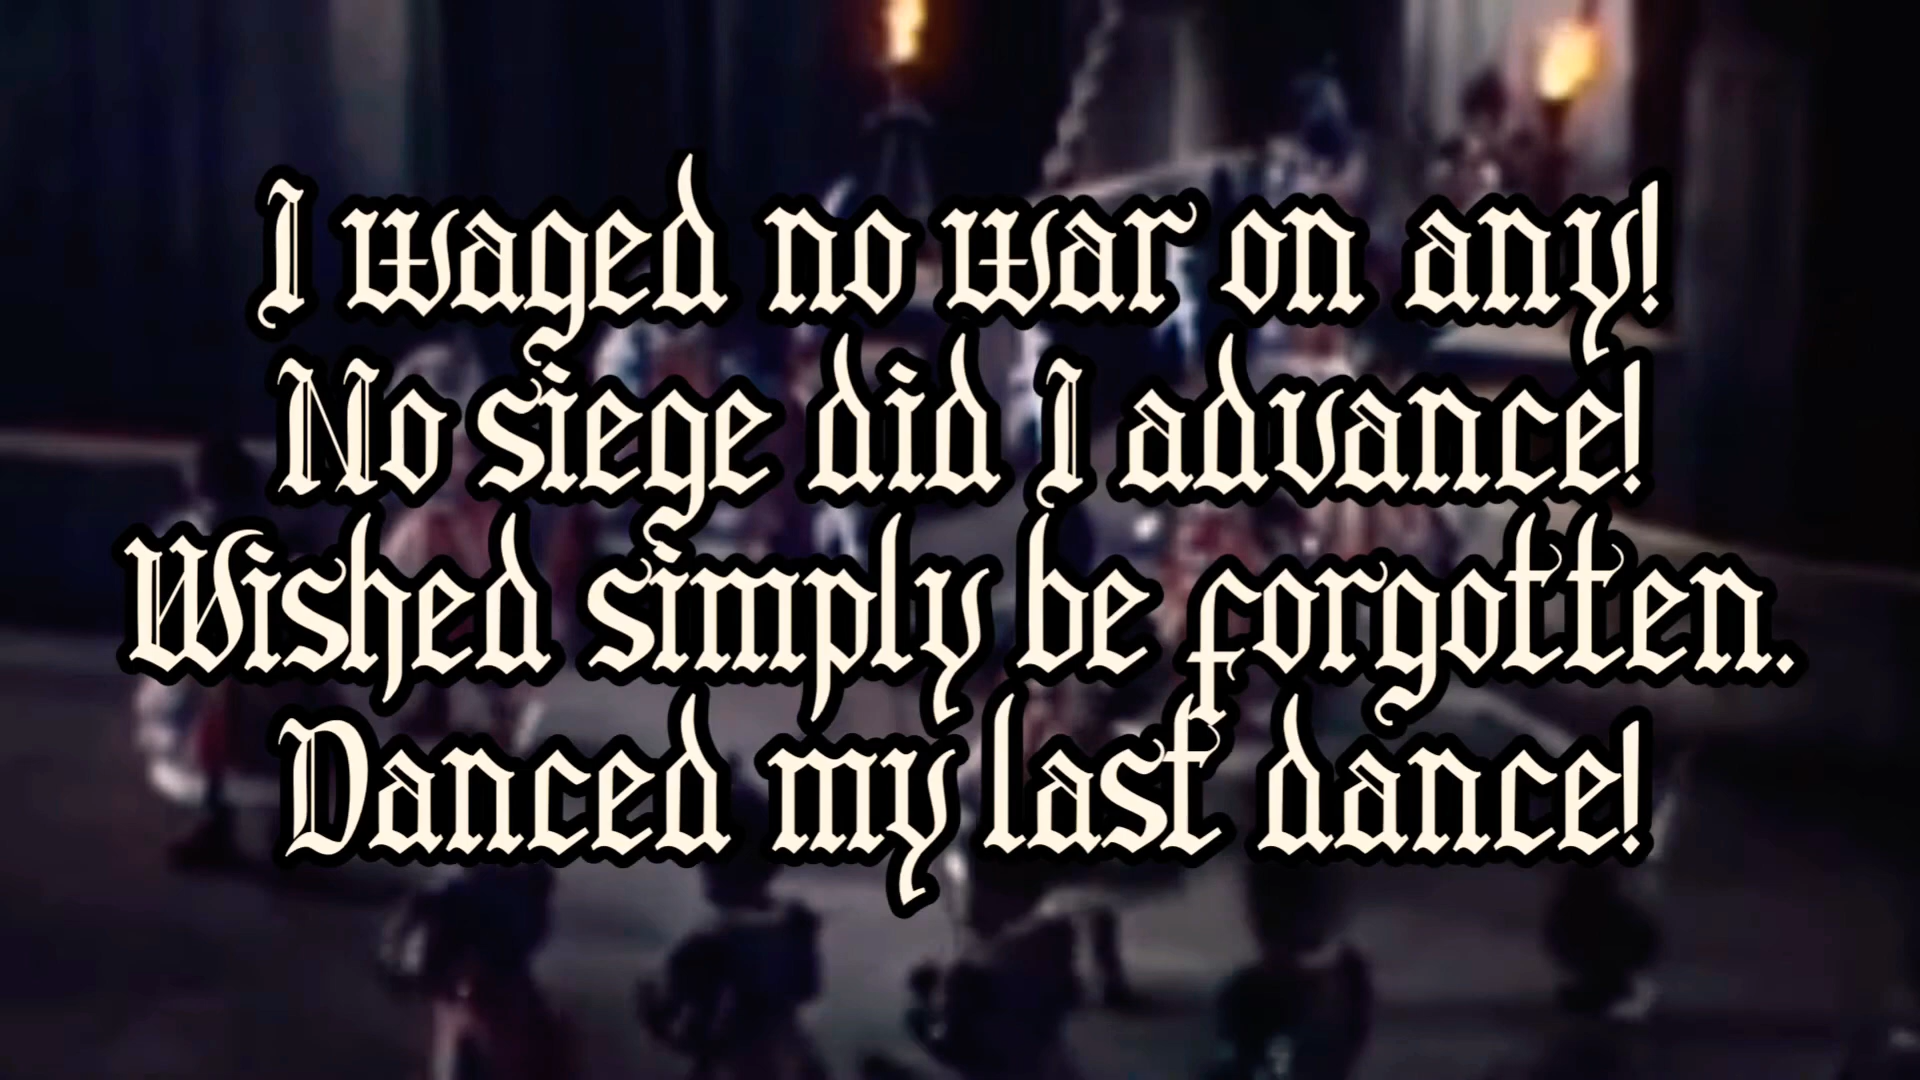 I waged no war on any!
No siege did I advance!
Wished simply be forgotten.
Danced my last dance!